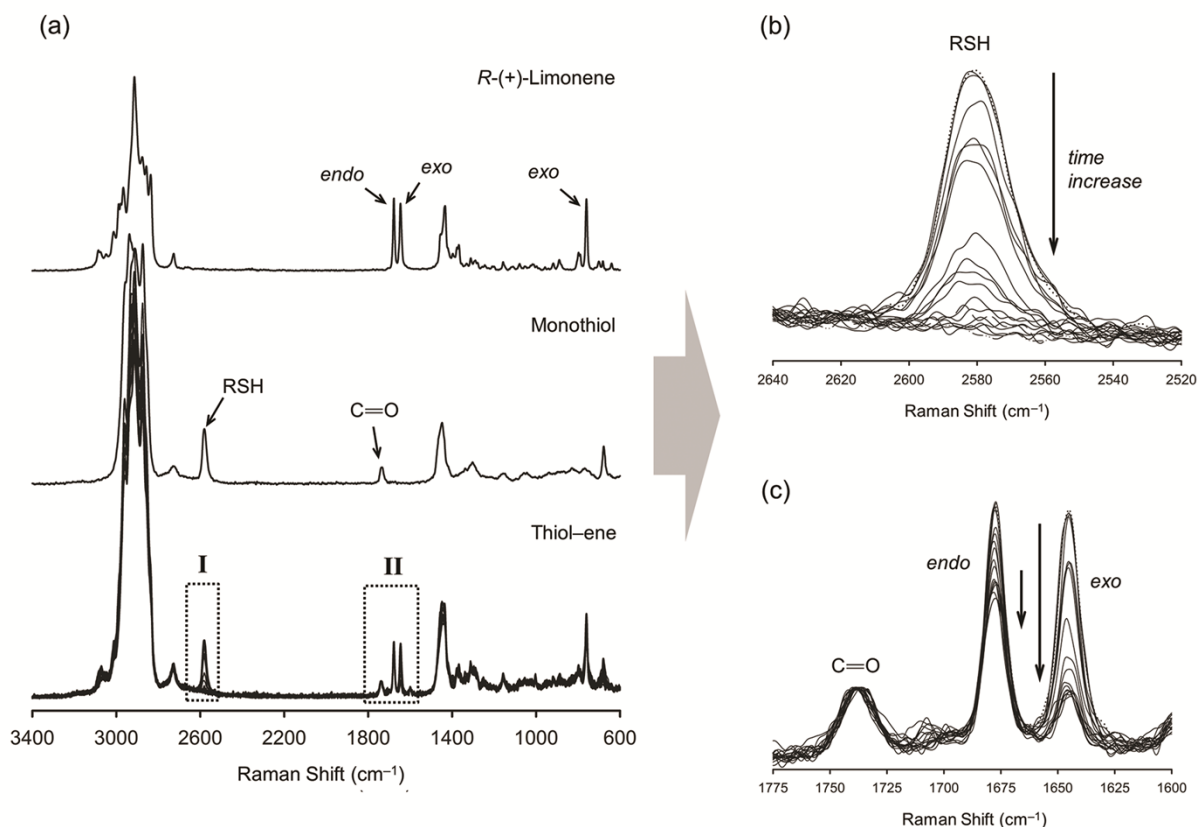 (a)
R-(+)-Limonene
endo
exo
exo
Monothiol
RSH
C=O
Thiol–ene
I
II
3400 3000 2600 2200 1800 1400 1000 600
Raman Shift (cm⁻¹)
(b)
RSH
time
increase
2640 2620 2600 2580 2560 2540 2520
Raman Shift (cm⁻¹)
(c)
endo
exo
C=O
1775 1750 1700 1675 1650 1625 1600
Raman Shift (cm⁻¹)